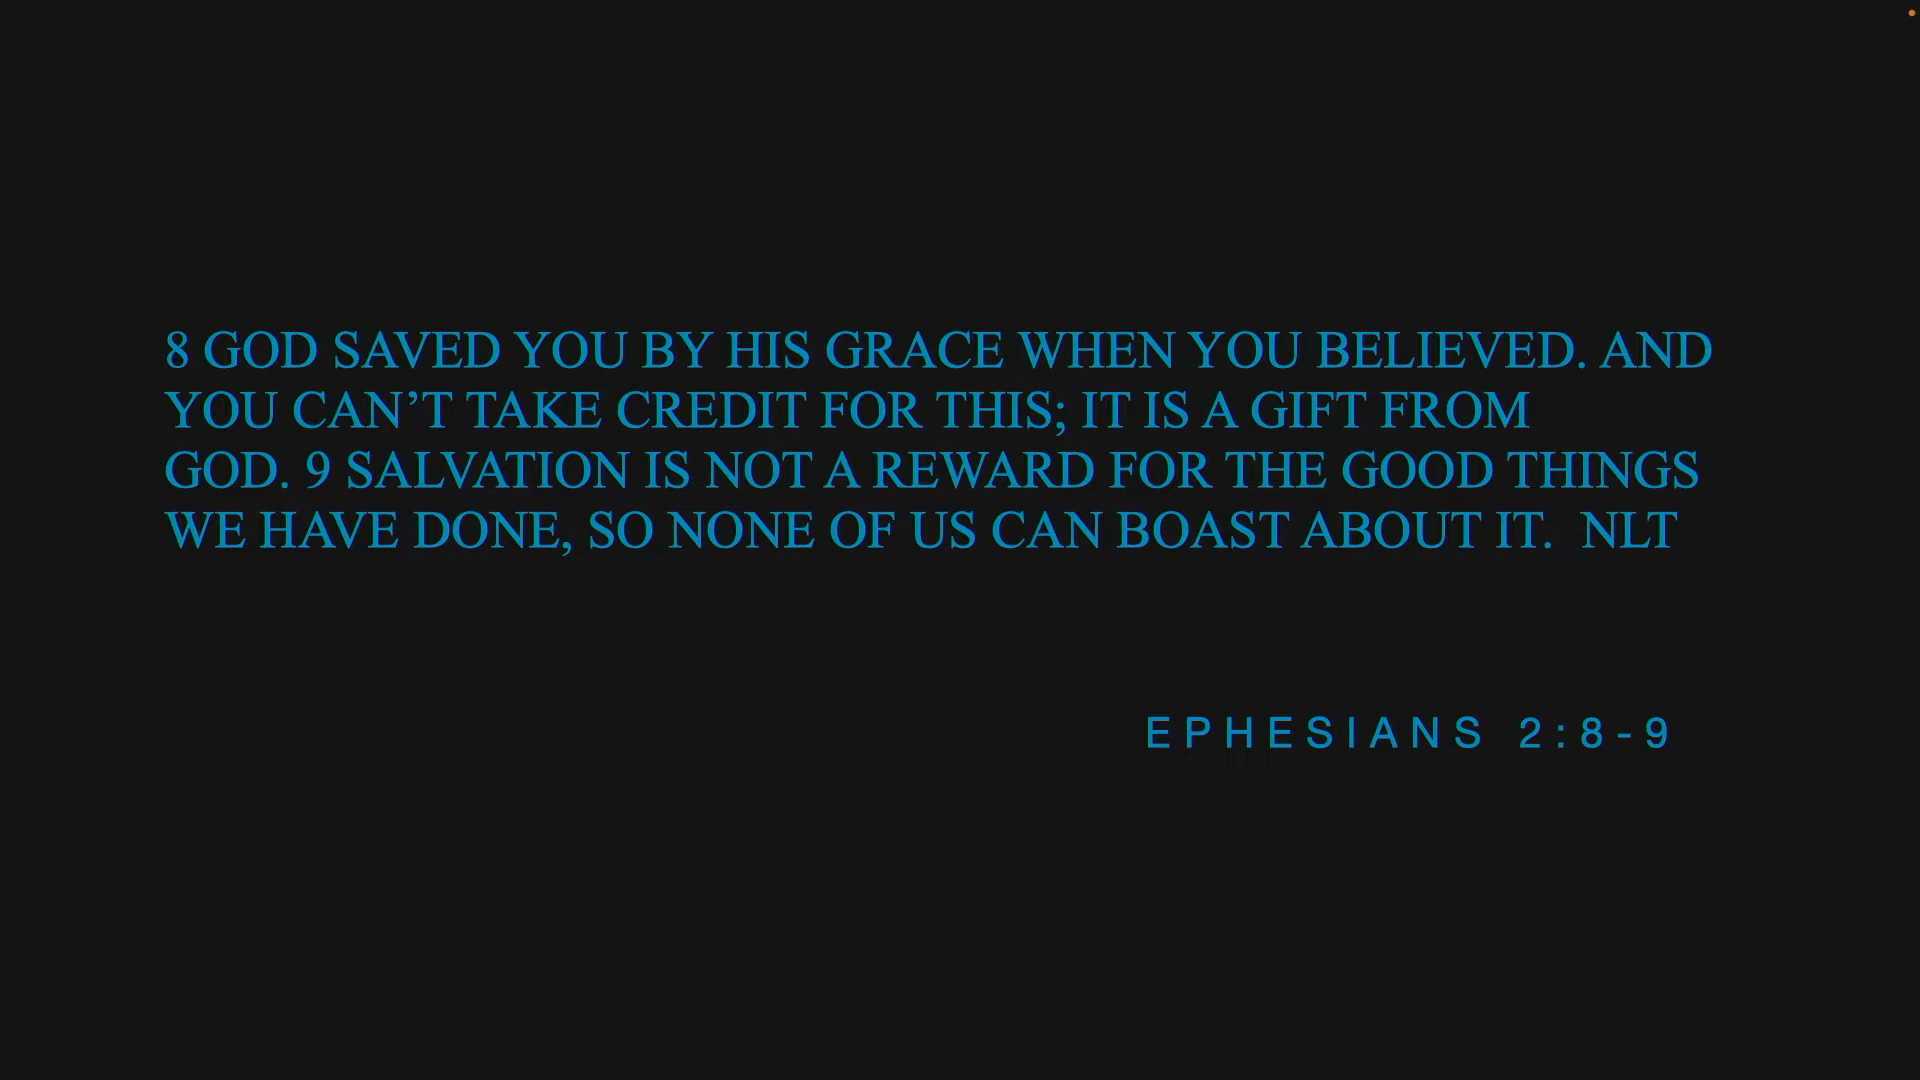 8 GOD SAVED YOU BY HIS GRACE WHEN YOU BELIEVED. AND
YOU CAN’T TAKE CREDIT FOR THIS; IT IS A GIFT FROM
GOD. 9 SALVATION IS NOT A REWARD FOR THE GOOD THINGS
WE HAVE DONE, SO NONE OF US CAN BOAST ABOUT IT.  NLT
EPHESIANS 2:8-9